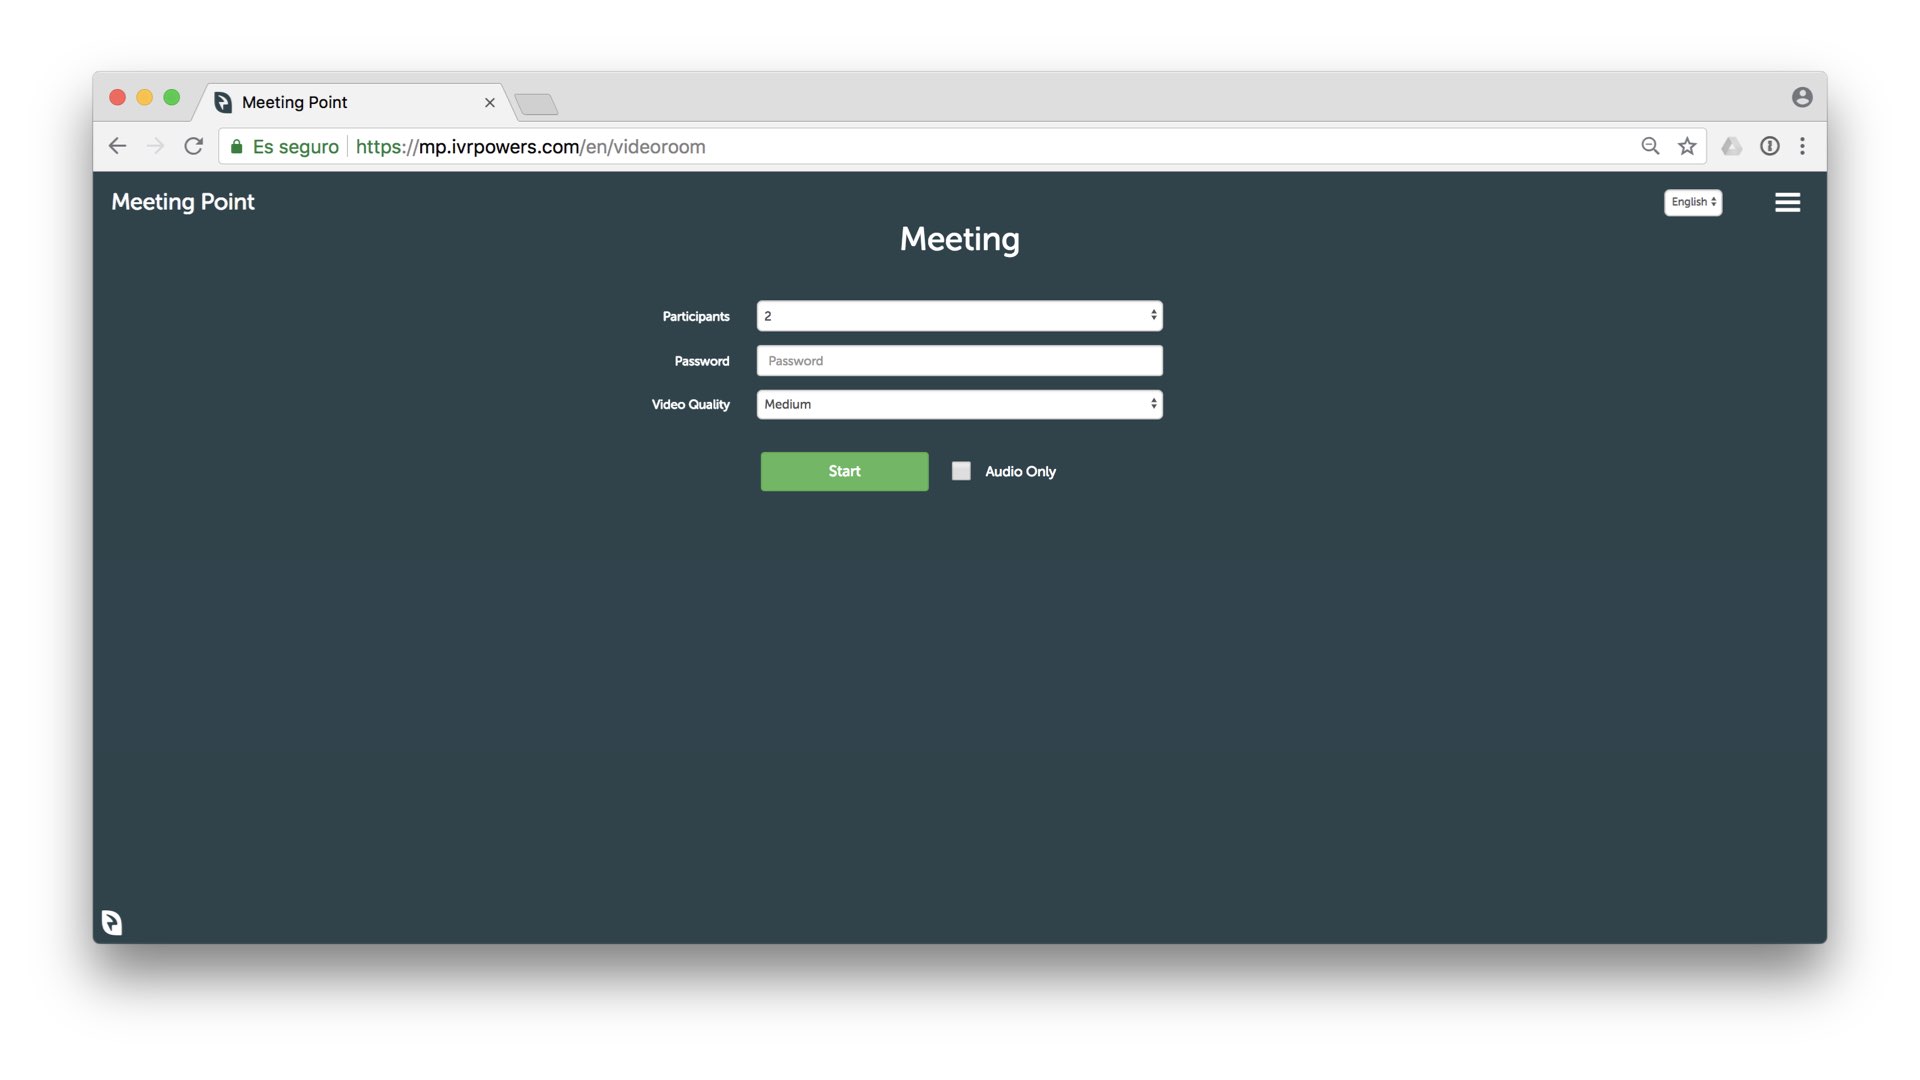 Meeting Point
Es seguro https://mp.ivrpowers.com/en/videoroom
Meeting Point
English
Meeting
Participants 2
Password Password
Video Quality Medium
Start Audio Only